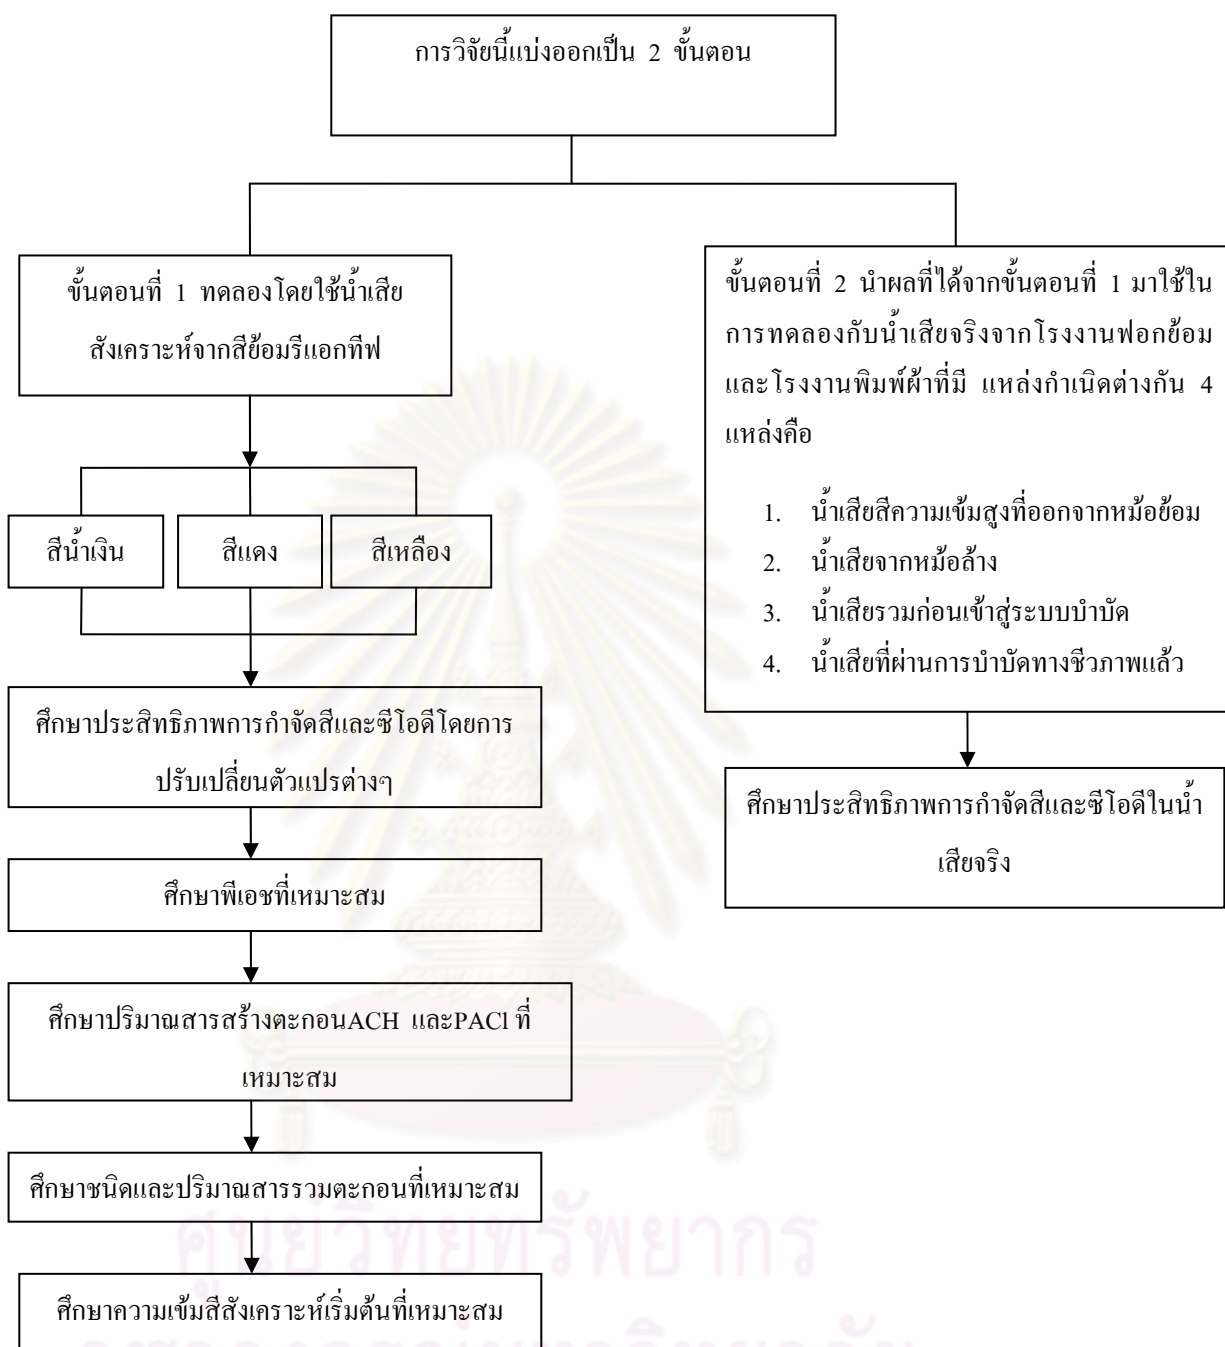 การวิจัยนี้แบ่งออกเป็น 2 ขั้นตอน
ขั้นตอนที่ 1 ทดลองโดยใช้น้ำเสีย
สังเคราะห์จากสีย้อมรีแอกทีฟ
สีน้ำเงิน
สีแดง
สีเหลือง
ศึกษาประสิทธิภาพการกำจัดสีและซีโอดีโดยการ
ปรับเปลี่ยนตัวแปรต่างๆ
ศึกษาพีเอชที่เหมาะสม
ศึกษาปริมาณสารสร้างตะกอนACH และPACl ที่
เหมาะสม
ศึกษาชนิดและปริมาณสารรวมตะกอนที่เหมาะสม
ศึกษาความเข้มสีสังเคราะห์เริ่มต้นที่เหมาะสม
ขั้นตอนที่ 2 นำผลที่ได้จากขั้นตอนที่ 1 มาใช้ใน
การทดลองกับน้ำเสียจริงจากโรงงานฟอกย้อม
และโรงงานพิมพ์ผ้าที่มี แหล่งกำเนิดต่างกัน 4
แหล่งคือ
1. น้ำเสียสีความเข้มสูงที่ออกจากหม้อย้อม
2. น้ำเสียจากหม้อล้าง
3. น้ำเสียรวมก่อนเข้าสู่ระบบบำบัด
4. น้ำเสียที่ผ่านการบำบัดทางชีวภาพแล้ว
ศึกษาประสิทธิภาพการกำจัดสีและซีโอดีในน้ำ
เสียจริง
ศูนย์วิทยทรัพยากร